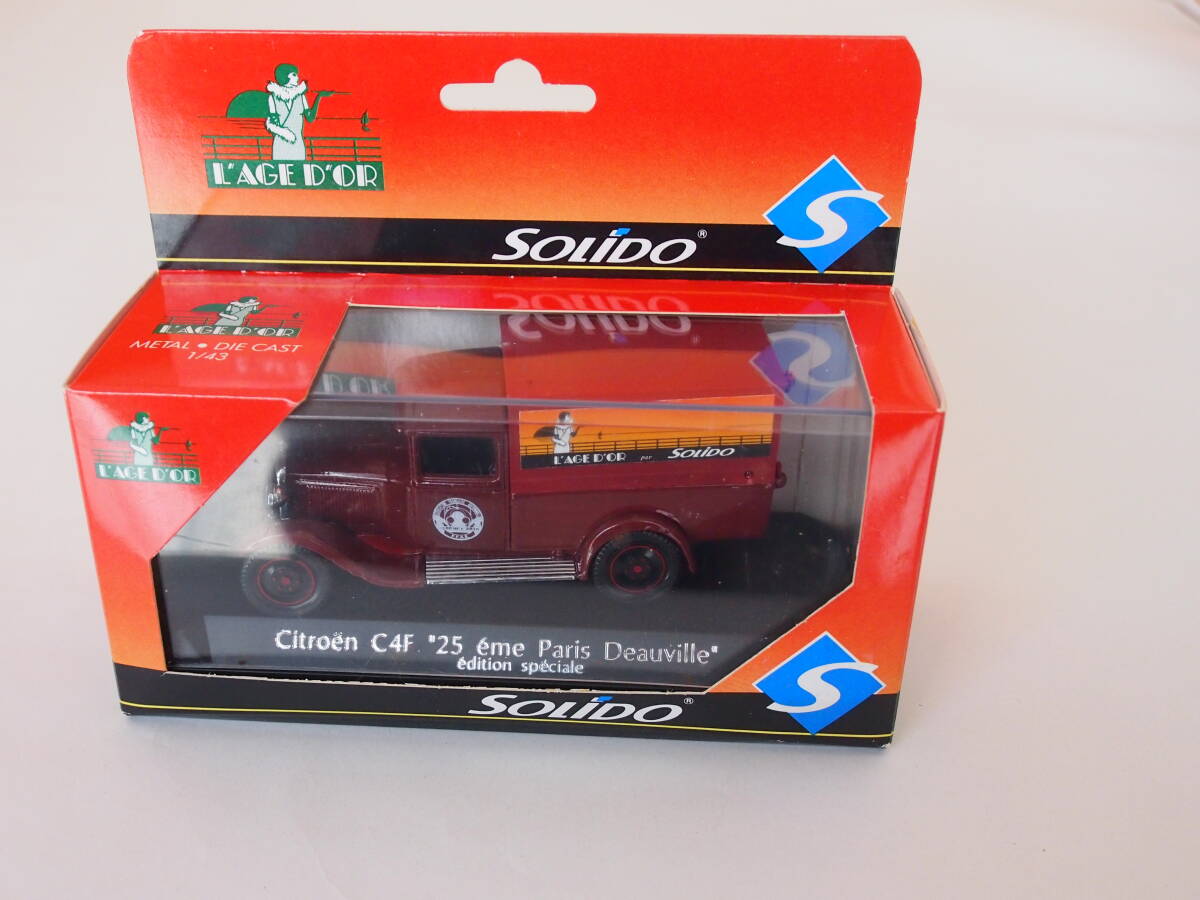 L'AGE D'OR
SOLIDO®
S
L'AGE D'OR
METAL • DIE CAST
1/43
L'AGE D'OR
L'AGE D'OR par SOLIDO
Citroën C4F "25 éme Paris Deauville"
édition spéciale
SOLIDO®
S